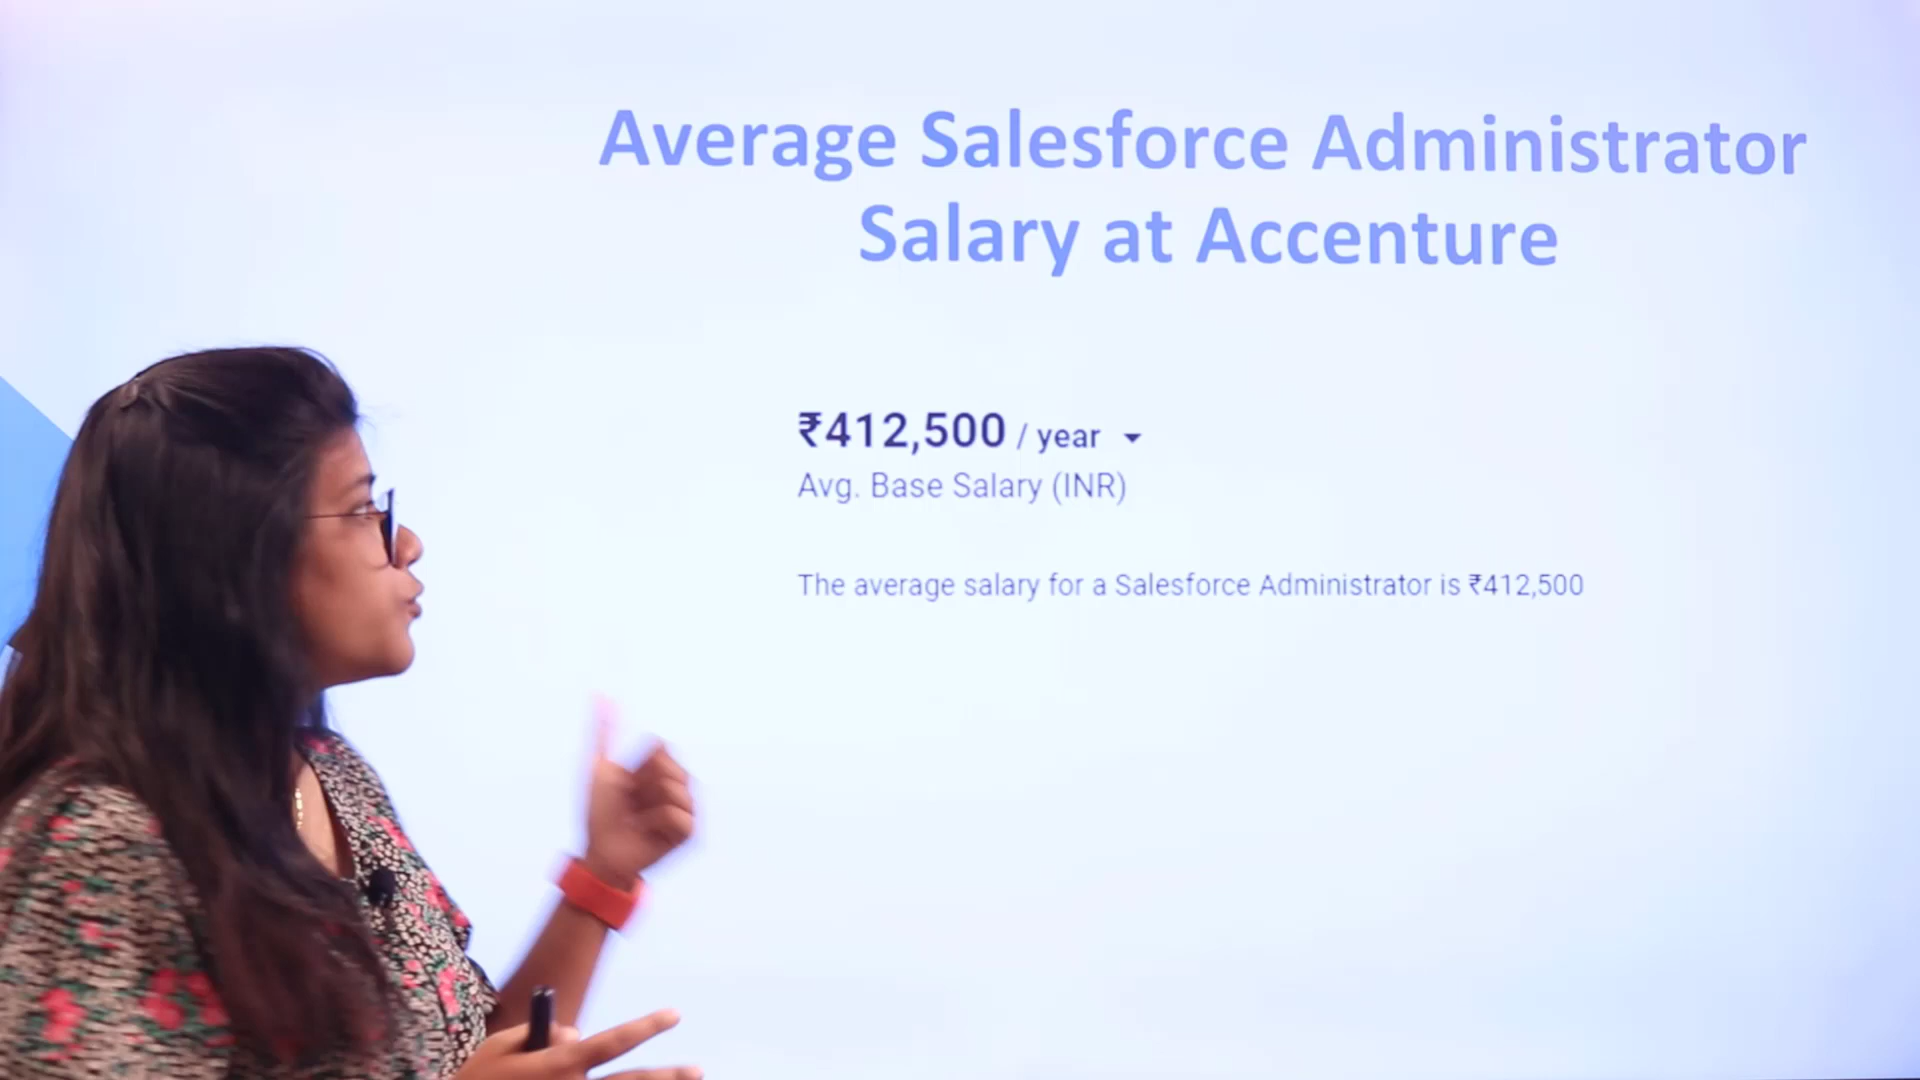 Average Salesforce Administrator
Salary at Accenture
₹412,500 / year
Avg. Base Salary (INR)
The average salary for a Salesforce Administrator is ₹412,500